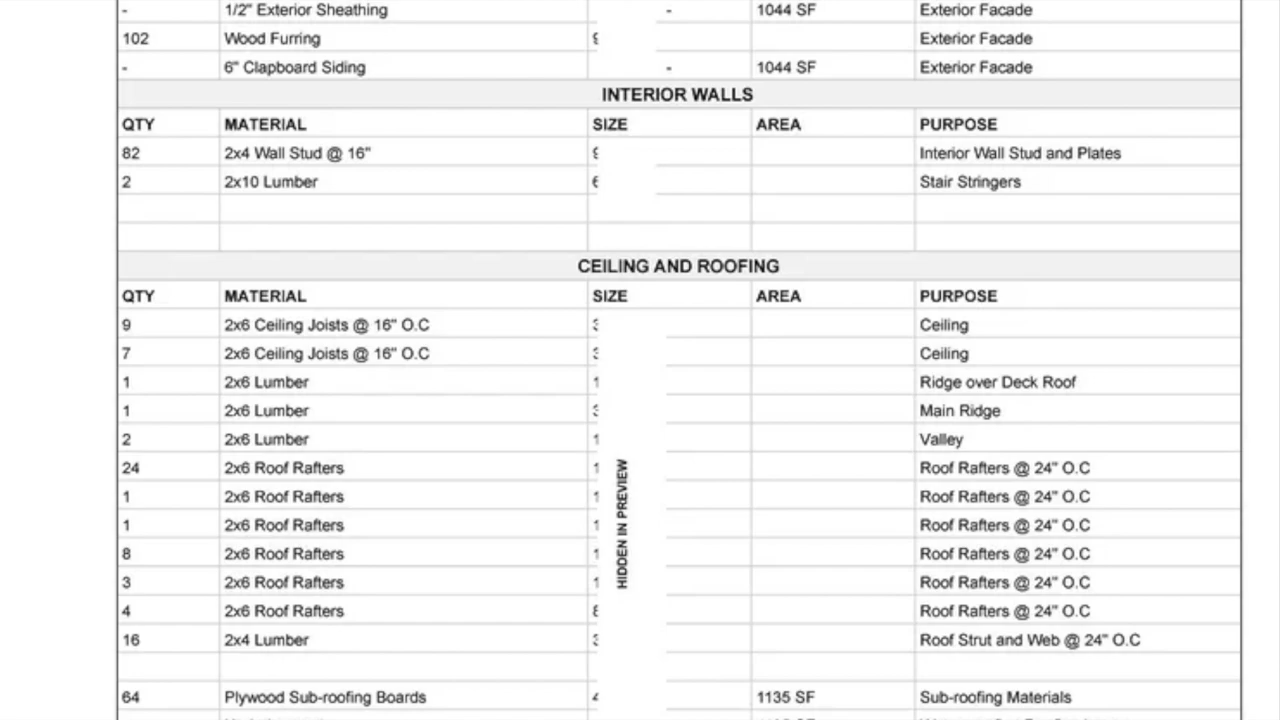 - 1/2" Exterior Sheathing - 1044 SF Exterior Facade
102 Wood Furring Exterior Facade
- 6" Clapboard Siding - 1044 SF Exterior Facade
INTERIOR WALLS
QTY MATERIAL SIZE AREA PURPOSE
82 2x4 Wall Stud @ 16" Interior Wall Stud and Plates
2 2x10 Lumber Stair Stringers
CEILING AND ROOFING
QTY MATERIAL SIZE AREA PURPOSE
9 2x6 Ceiling Joists @ 16" O.C Ceiling
7 2x6 Ceiling Joists @ 16" O.C Ceiling
1 2x6 Lumber Ridge over Deck Roof
1 2x6 Lumber Main Ridge
2 2x6 Lumber Valley
24 2x6 Roof Rafters Roof Rafters @ 24" O.C
1 2x6 Roof Rafters Roof Rafters @ 24" O.C
1 2x6 Roof Rafters Roof Rafters @ 24" O.C
8 2x6 Roof Rafters Roof Rafters @ 24" O.C
3 2x6 Roof Rafters Roof Rafters @ 24" O.C
4 2x6 Roof Rafters Roof Rafters @ 24" O.C
16 2x4 Lumber Roof Strut and Web @ 24" O.C
64 Plywood Sub-roofing Boards 1135 SF Sub-roofing Materials
HIDDEN IN PREVIEW